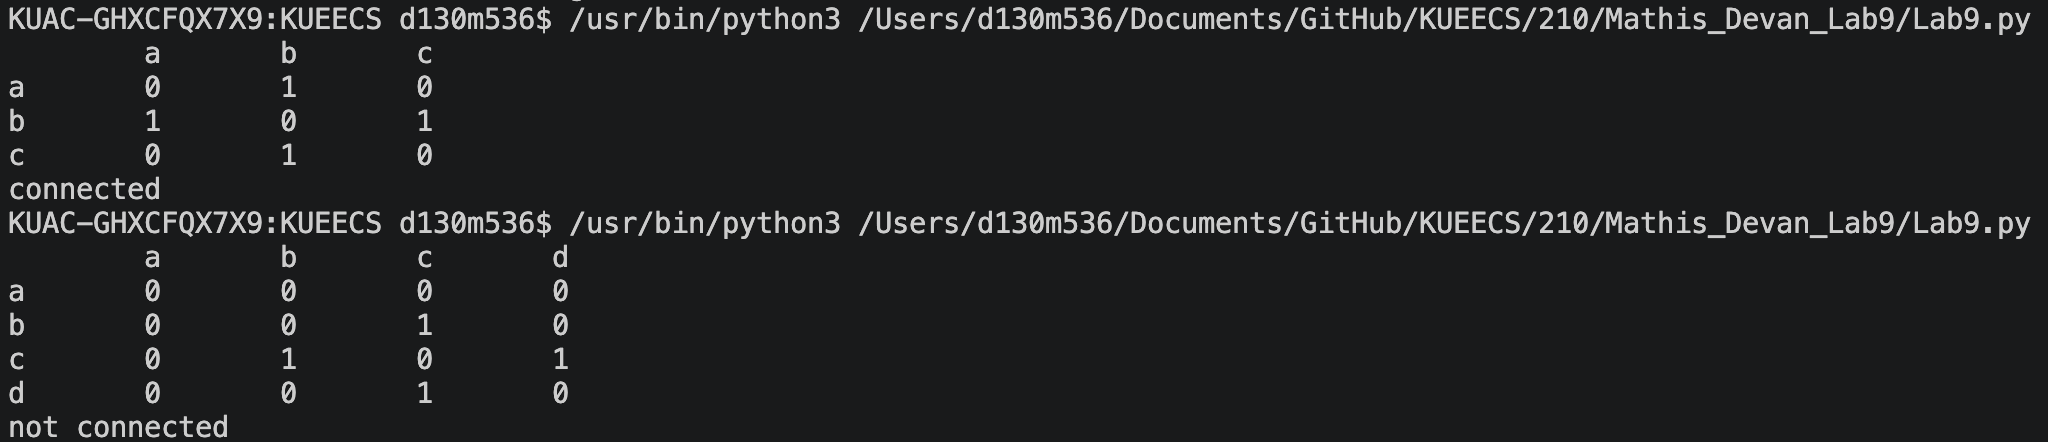 KUAC-GHXCFQX7X9:KUEECS d130m536$ /usr/bin/python3 /Users/d130m536/Documents/GitHub/KUEECS/210/Mathis_Devan_Lab9/Lab9.py
a b c
a 0 1 0
b 1 0 1
c 0 1 0
connected
KUAC-GHXCFQX7X9:KUEECS d130m536$ /usr/bin/python3 /Users/d130m536/Documents/GitHub/KUEECS/210/Mathis_Devan_Lab9/Lab9.py
a b c d
a 0 0 0 0
b 0 0 1 0
c 0 1 0 1
d 0 0 1 0
not connected